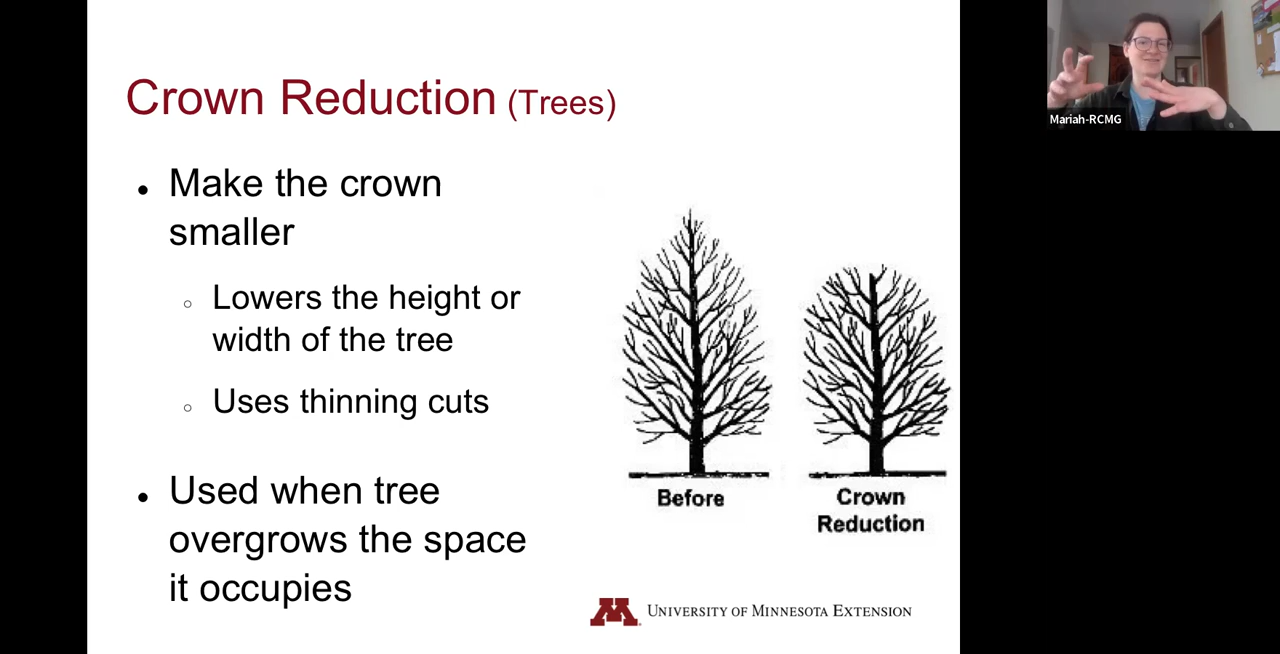 Crown Reduction (Trees)
● Make the crown
smaller
○ Lowers the height or
width of the tree
○ Uses thinning cuts
● Used when tree
overgrows the space
it occupies
Before
Crown
Reduction
M UNIVERSITY OF MINNESOTA EXTENSION
Mariah-RCMG